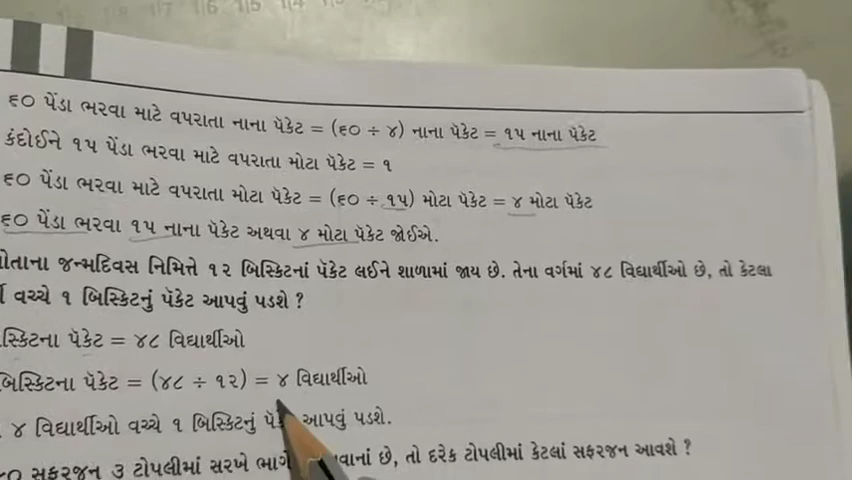 ૬૦ પેંડા ભરવા માટે વપરાતા નાના પૅકેટ = (૬૦ ÷ ૪) નાના પૅકેટ = ૧૫ નાના પૅકેટ
કંદોઈને ૧૫ પેંડા ભરવા માટે વપરાતા મોટા પૅકેટ = ૧
૬૦ પેંડા ભરવા માટે વપરાતા મોટા પૅકેટ = (૬૦ ÷ ૧૫) મોટા પૅકેટ = ૪ મોટા પૅકેટ
૬૦ પેંડા ભરવા ૧૫ નાના પૅકેટ અથવા ૪ મોટા પૅકેટ જોઈએ.
પોતાના જન્મદિવસ નિમિત્તે ૧૨ બિસ્કિટનાં પૅકેટ લઈને શાળામાં જાય છે. તેના વર્ગમાં ૪૮ વિદ્યાર્થીઓ છે, તો કેટલા
વચ્ચે ૧ બિસ્કિટનું પૅકેટ આપવું પડશે ?
સ્કિટના પૅકેટ = ૪૮ વિદ્યાર્થીઓ
બિસ્કિટના પૅકેટ = (૪૮ ÷ ૧૨) = ૪ વિદ્યાર્થીઓ
૪ વિદ્યાર્થીઓ વચ્ચે ૧ બિસ્કિટનું આપવું પડશે.
સફરજન ૩ ટોપલીમાં સરખે ભાગે છે, તો દરેક ટોપલીમાં કેટલાં સફરજન આવશે ?